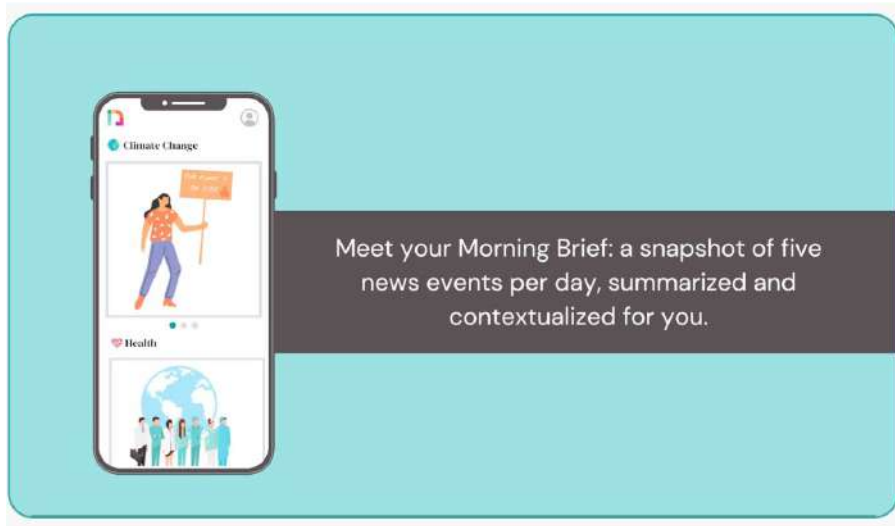 Climate Change
Health
Meet your Morning Brief: a snapshot of five
news events per day, summarized and
contextualized for you.